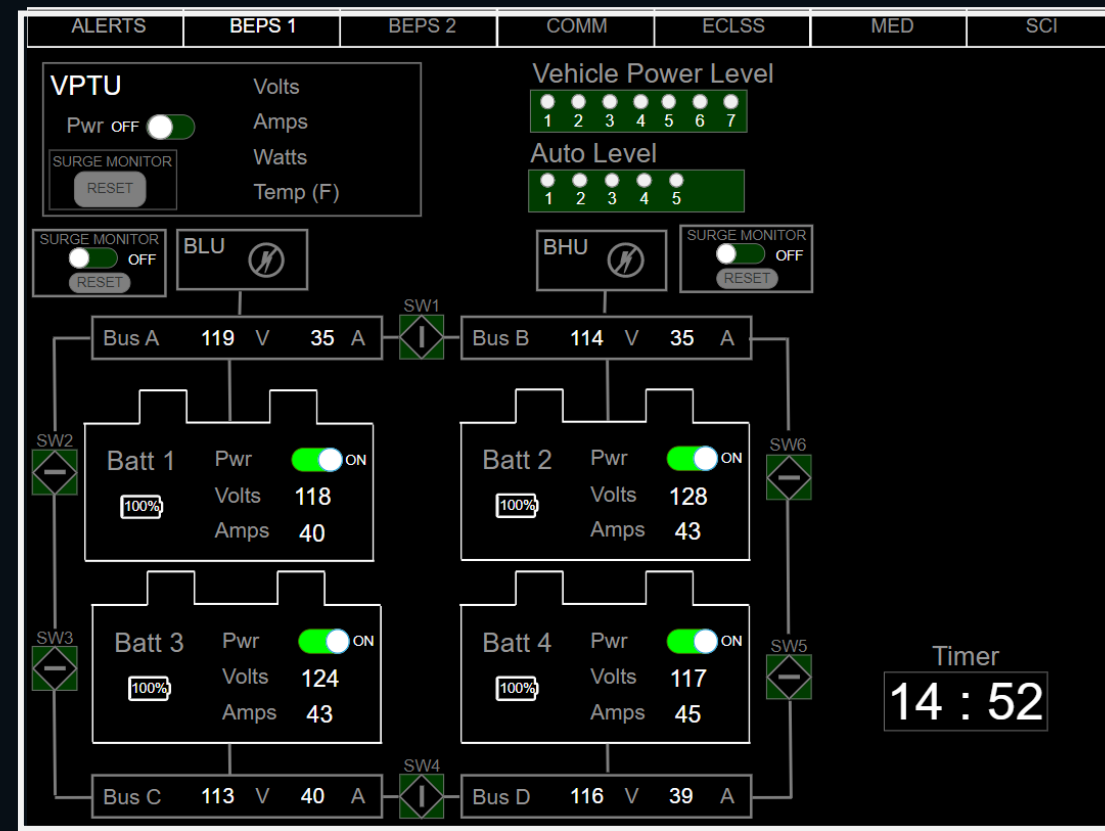 ALERTS BEPS 1 BEPS 2 COMM ECLSS MED SCI
VPTU
Volts
Pwr OFF
Amps
SURGE MONITOR
RESET
Watts
Temp (F)
Vehicle Power Level
1 2 3 4 5 6 7
Auto Level
1 2 3 4 5
SURGE MONITOR
OFF
RESET
BLU
BHU
SURGE MONITOR
OFF
RESET
SW1
Bus A 119 V 35 A
Bus B 114 V 35 A
SW2
SW6
Batt 1 Pwr ON
100% Volts 118
Amps 40
Batt 2 Pwr ON
100% Volts 128
Amps 43
SW3
SW5
Batt 3 Pwr ON
100% Volts 124
Amps 43
Batt 4 Pwr ON
100% Volts 117
Amps 45
Timer
14 : 52
SW4
Bus C 113 V 40 A
Bus D 116 V 39 A